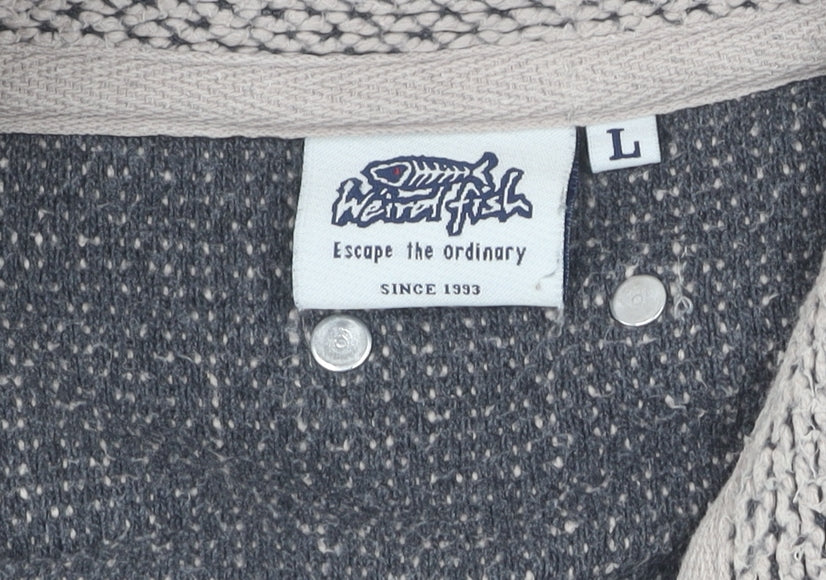 Weird fish
L
Escape the ordinary
SINCE 1993